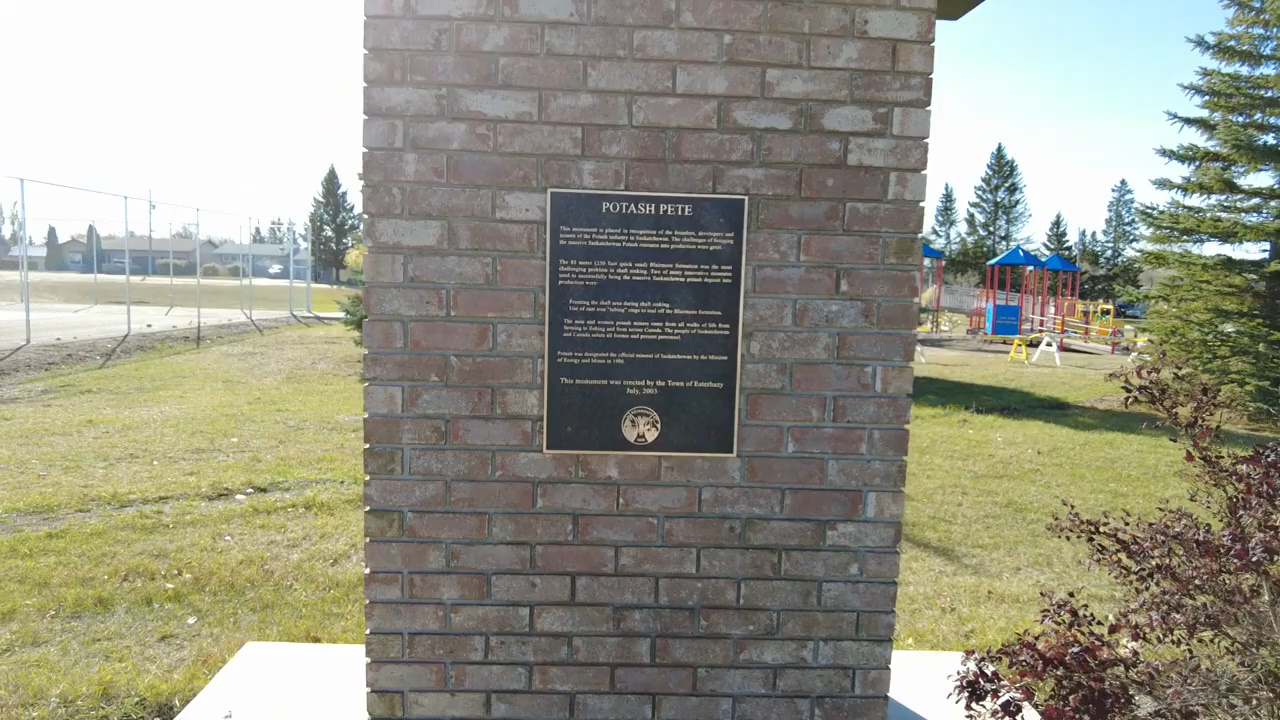 POTASH PETE
This monument is placed in recognition of the founders, developers and
miners of the Potash industry in Saskatchewan. The challenges of bringing
the massive Saskatchewan Potash resource into production were great.
The 81 meter (250 foot quick sand) Blairmore formation was the most
challenging problem in shaft sinking. Two of many innovative measures
used to successfully bring the massive Saskatchewan potash deposit into
production were:
Freezing the shaft area during shaft sinking.
Use of cast iron "tubing" rings to seal off the Blairmore formation.
The men and women potash miners came from all walks of life from
farming to fishing and from across Canada. The people of Saskatchewan
and Canada salute all former and present personnel.
Potash was designated the official mineral of Saskatchewan by the Minister
of Energy and Mines in 1996.
This monument was erected by the Town of Esterhazy
July, 2003